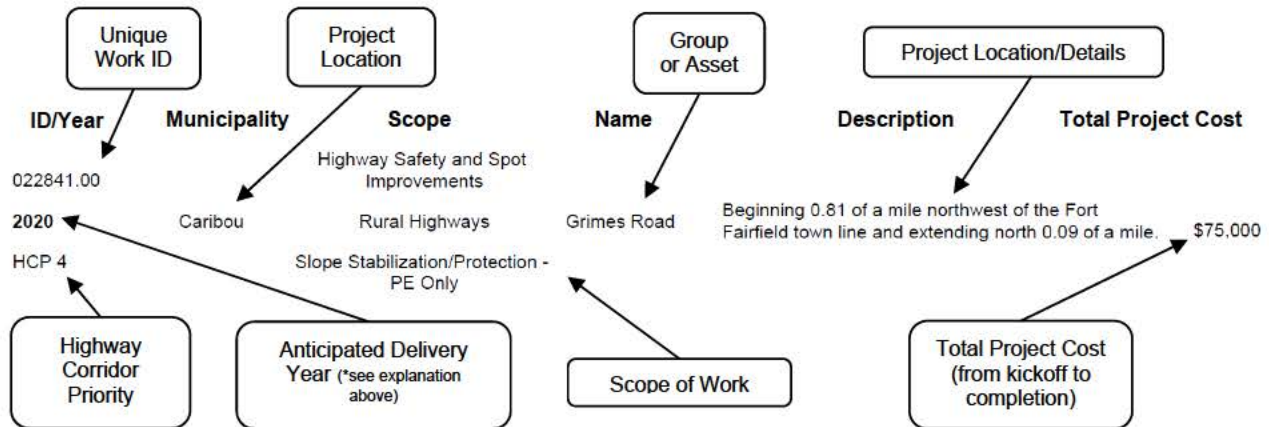 Unique
Work ID
Project
Location
Group
or Asset
Project Location/Details
ID/Year
Municipality
Scope
Name
Description
Total Project Cost
022841.00
Highway Safety and Spot
Improvements
2020
Caribou
Rural Highways
Grimes Road
Beginning 0.81 of a mile northwest of the Fort
Fairfield town line and extending north 0.09 of a mile.
$75,000
HCP 4
Slope Stabilization/Protection -
PE Only
Highway
Corridor
Priority
Anticipated Delivery
Year (*see explanation
above)
Scope of Work
Total Project Cost
(from kickoff to
completion)